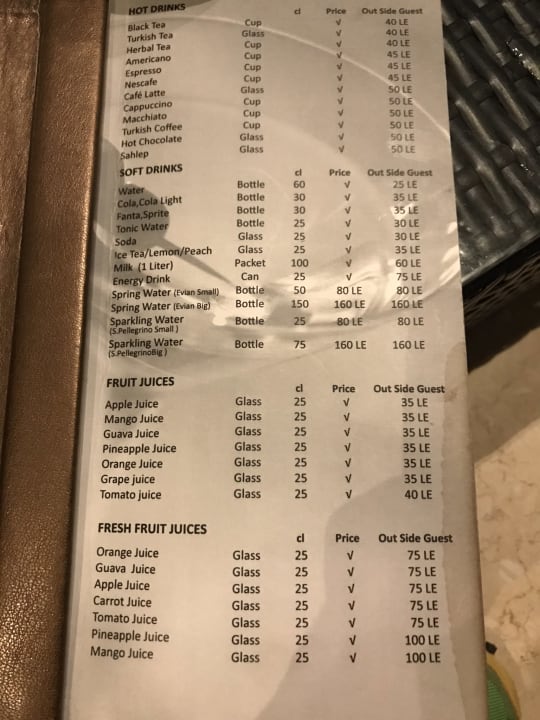 HOT DRINKS cl Price Out Side Guest
Black Tea Cup √ 40 LE
Turkish Tea Glass √ 40 LE
Herbal Tea Cup √ 40 LE
Americano Cup √ 45 LE
Espresso Cup √ 45 LE
Nescafe Cup √ 45 LE
Café Latte Glass √ 50 LE
Cappuccino Cup √ 50 LE
Macchiato Cup √ 50 LE
Turkish Coffee Cup √ 50 LE
Hot Chocolate Glass √ 50 LE
Sahlep Glass √ 50 LE
SOFT DRINKS cl Price Out Side Guest
Water Bottle 60 √ 25 LE
Cola,Cola Light Bottle 30 √ 35 LE
Fanta,Sprite Bottle 30 √ 35 LE
Tonic Water Bottle 25 √ 30 LE
Soda Glass 25 √ 30 LE
Ice Tea/Lemon/Peach Glass 25 √ 35 LE
Milk (1 Liter) Packet 100 √ 60 LE
Energy Drink Can 25 √ 75 LE
Spring Water (Evian Small) Bottle 50 80 LE 80 LE
Spring Water (Evian Big) Bottle 150 160 LE 160 LE
Sparkling Water Bottle 25 80 LE 80 LE
(S.Pellegrino Small )
Sparkling Water Bottle 75 160 LE 160 LE
(S.PellegrinoBig )
FRUIT JUICES
cl Price Out Side Guest
Apple Juice Glass 25 √ 35 LE
Mango Juice Glass 25 √ 35 LE
Guava Juice Glass 25 √ 35 LE
Pineapple Juice Glass 25 √ 35 LE
Orange Juice Glass 25 √ 35 LE
Grape juice Glass 25 √ 35 LE
Tomato juice Glass 25 √ 40 LE
FRESH FRUIT JUICES
cl Price Out Side Guest
Orange Juice Glass 25 √ 75 LE
Guava Juice Glass 25 √ 75 LE
Apple Juice Glass 25 √ 75 LE
Carrot Juice Glass 25 √ 75 LE
Tomato Juice Glass 25 √ 75 LE
Pineapple Juice Glass 25 √ 100 LE
Mango Juice Glass 25 √ 100 LE